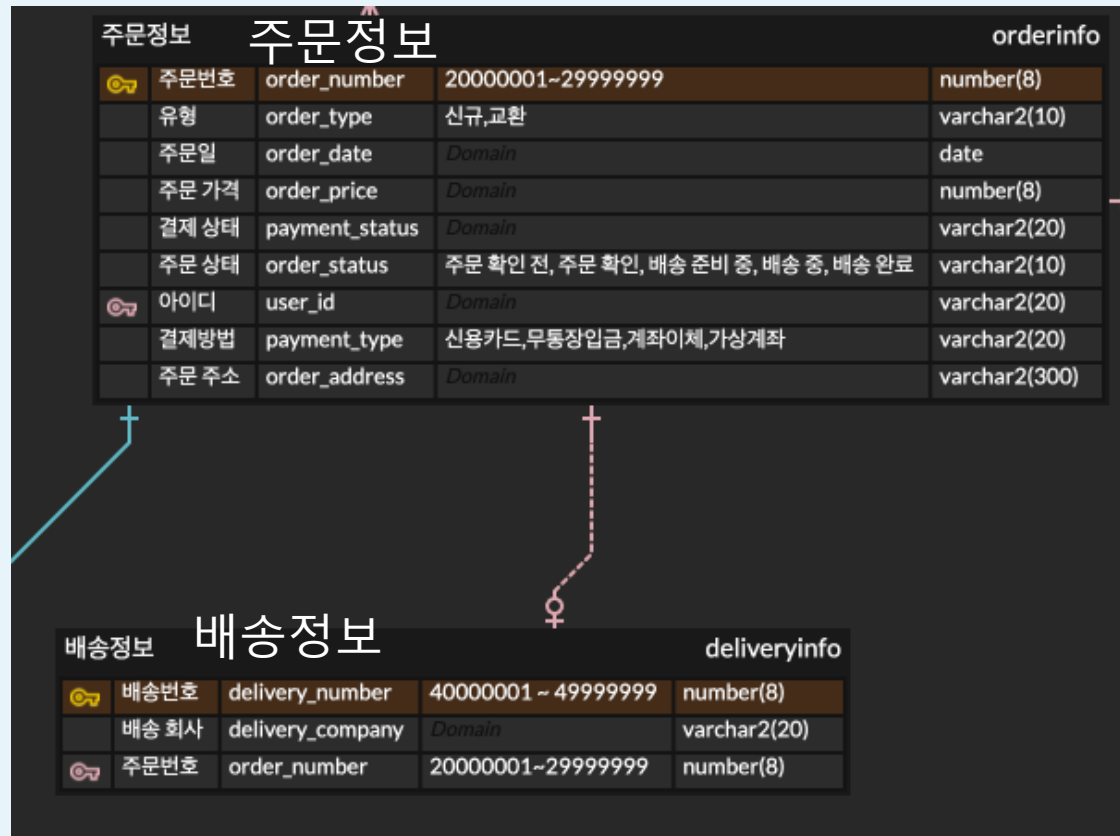 주문정보 주문정보 orderinfo
주문번호 order_number 20000001~29999999 number(8)
유형 order_type 신규,교환 varchar2(10)
주문일 order_date Domain date
주문 가격 order_price Domain number(8)
결제 상태 payment_status Domain varchar2(20)
주문 상태 order_status 주문 확인 전, 주문 확인, 배송 준비 중, 배송 중, 배송 완료 varchar2(10)
아이디 user_id Domain varchar2(20)
결제방법 payment_type 신용카드,무통장입금,계좌이체,가상계좌 varchar2(20)
주문 주소 order_address Domain varchar2(300)
배송정보 배송정보 deliveryinfo
배송번호 delivery_number 40000001 ~ 49999999 number(8)
배송 회사 delivery_company Domain varchar2(20)
주문번호 order_number 20000001~29999999 number(8)